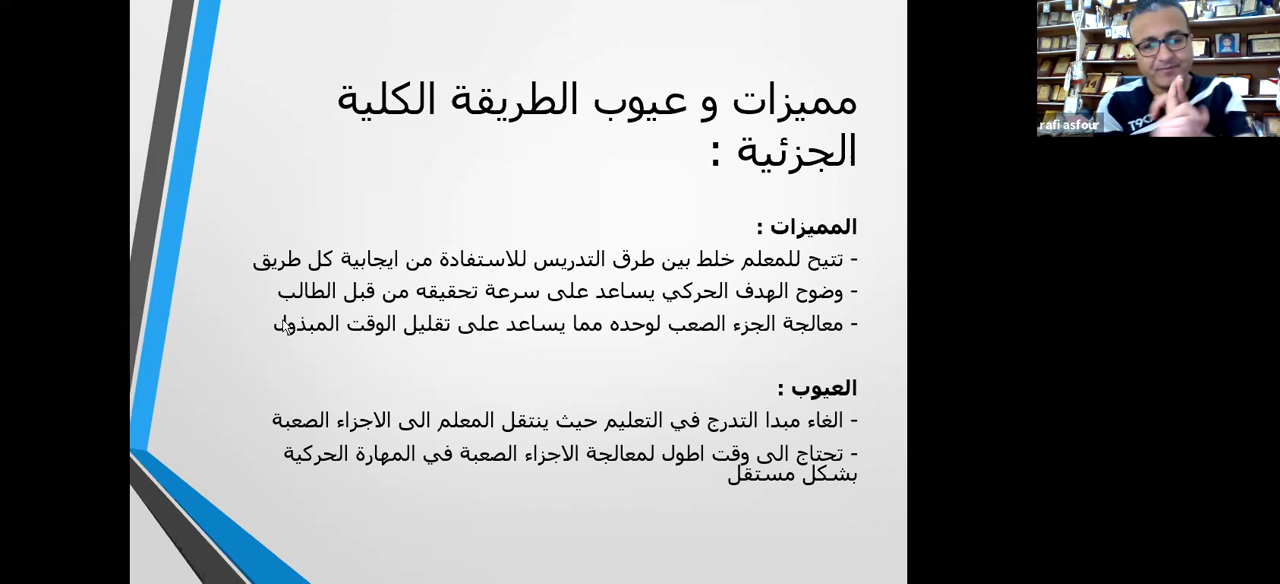 مميزات و عيوب الطريقة الكلية
الجزئية :
المميزات :
- تتيح للمعلم خلط بين طرق التدريس للاستفادة من ايجابية كل طريق
- وضوح الهدف الحركي يساعد على سرعة تحقيقه من قبل الطالب
- معالجة الجزء الصعب لوحده مما يساعد على تقليل الوقت المبذول
العيوب :
- الغاء مبدا التدرج في التعليم حيث ينتقل المعلم الى الاجزاء الصعبة
- تحتاج الى وقت اطول لمعالجة الاجزاء الصعبة في المهارة الحركية
بشكل مستقل
rafi asfour